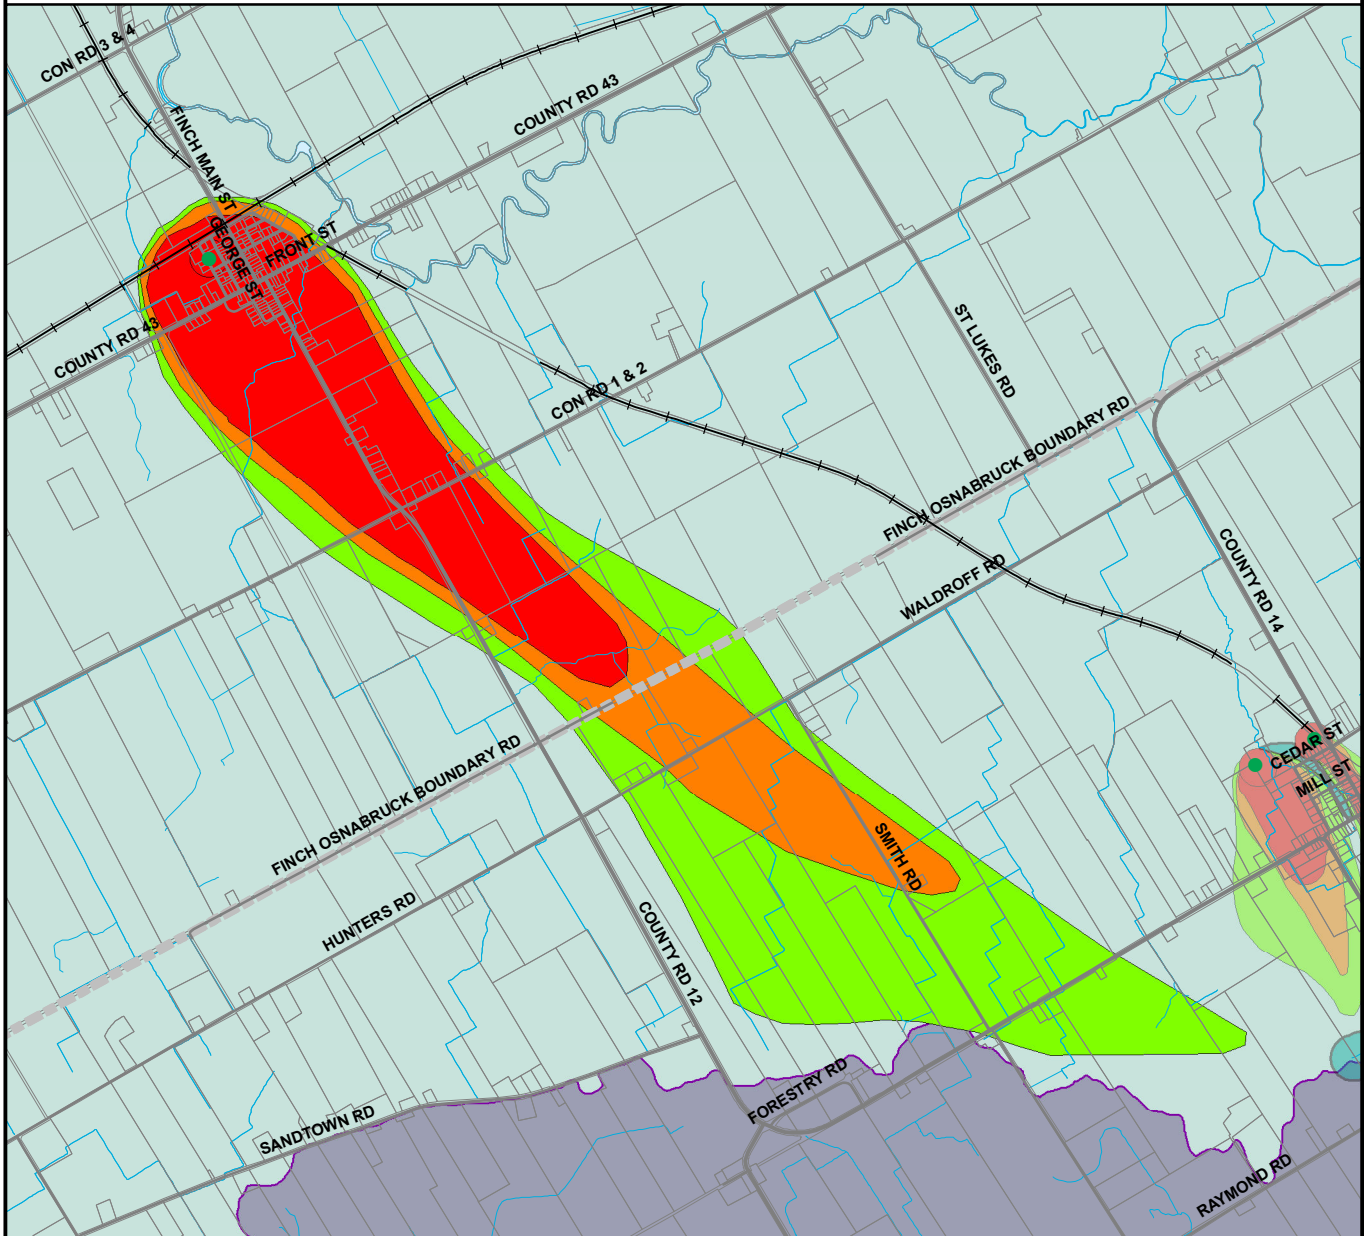 CON RD 3 & 4
FINCH MAIN ST
COUNTY RD 43
GEORGE ST
FRONT ST
COUNTY RD 43
CON RD 1 & 2
ST LUKES RD
FINCH OSNABRUCK BOUNDARY RD
WALDROFF RD
COUNTY RD 14
CEDAR ST
MILL ST
FINCH OSNABRUCK BOUNDARY RD
SMITH RD
HUNTERS RD
COUNTY RD 12
FORESTRY RD
SANDTOWN RD
RAYMOND RD